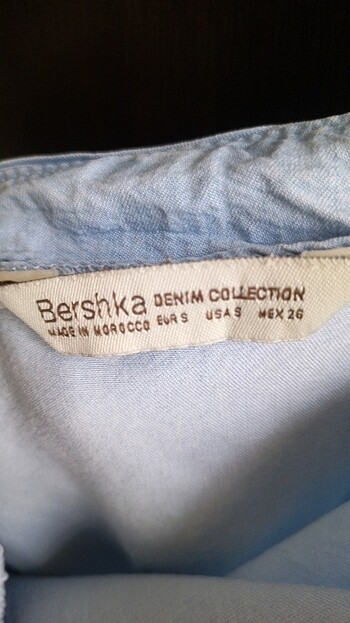 Bershka DENIM COLLECTION
MADE IN MOROCCO EUR S USA S MEX 26